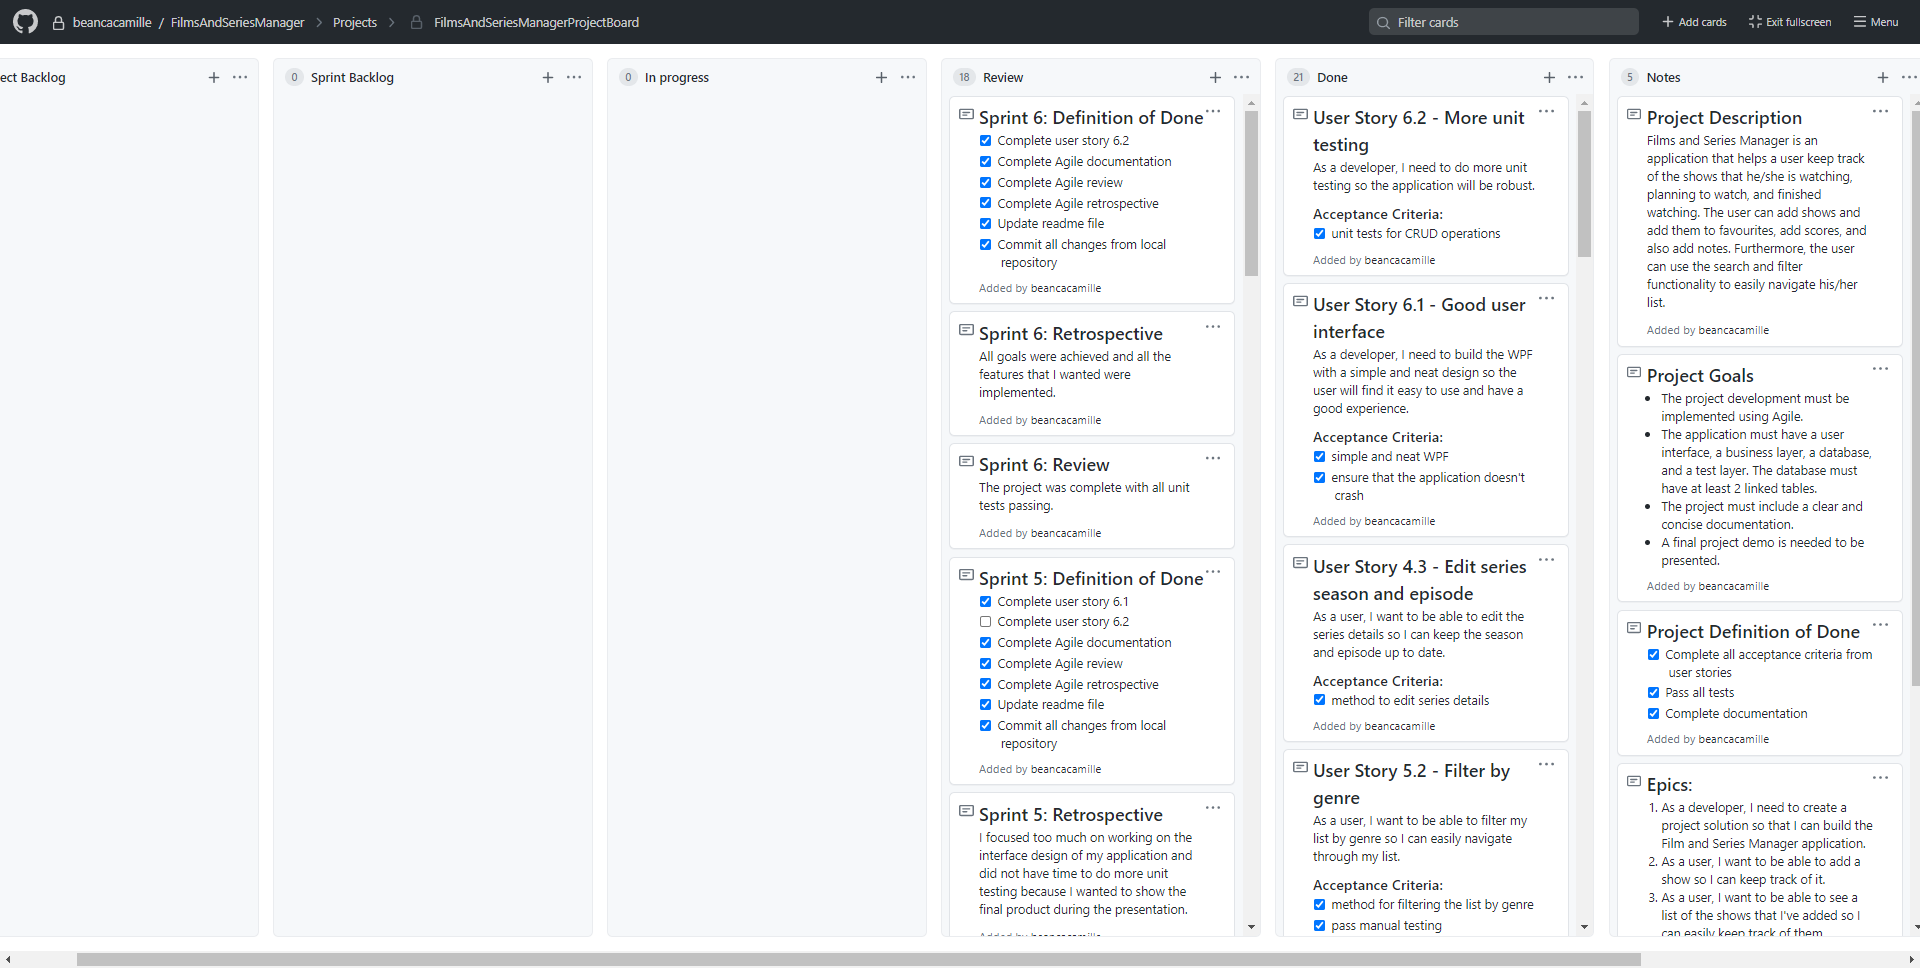 beancacamille / FilmsAndSeriesManager > Projects > FilmsAndSeriesManagerProjectBoard
Filter cards
Add cards
Exit fullscreen
Menu
ect Backlog
0 Sprint Backlog
0 In progress
18 Review
Sprint 6: Definition of Done
Complete user story 6.2
Complete Agile documentation
Complete Agile review
Complete Agile retrospective
Update readme file
Commit all changes from local
repository
Added by beancacamille
Sprint 6: Retrospective
All goals were achieved and all the
features that I wanted were
implemented.
Added by beancacamille
Sprint 6: Review
The project was complete with all unit
tests passing.
Added by beancacamille
Sprint 5: Definition of Done
Complete user story 6.1
Complete user story 6.2
Complete Agile documentation
Complete Agile review
Complete Agile retrospective
Update readme file
Commit all changes from local
repository
Added by beancacamille
Sprint 5: Retrospective
I focused too much on working on the
interface design of my application and
did not have time to do more unit
testing because I wanted to show the
final product during the presentation.
21 Done
User Story 6.2 - More unit
testing
As a developer, I need to do more unit
testing so the application will be robust.
Acceptance Criteria:
unit tests for CRUD operations
Added by beancacamille
User Story 6.1 - Good user
interface
As a developer, I need to build the WPF
with a simple and neat design so the
user will find it easy to use and have a
good experience.
Acceptance Criteria:
simple and neat WPF
ensure that the application doesn't
crash
Added by beancacamille
User Story 4.3 - Edit series
season and episode
As a user, I want to be able to edit the
series details so I can keep the season
and episode up to date.
Acceptance Criteria:
method to edit series details
Added by beancacamille
User Story 5.2 - Filter by
genre
As a user, I want to be able to filter my
list by genre so I can easily navigate
through my list.
Acceptance Criteria:
method for filtering the list by genre
pass manual testing
5 Notes
Project Description
Films and Series Manager is an
application that helps a user keep track
of the shows that he/she is watching,
planning to watch, and finished
watching. The user can add shows and
add them to favourites, add scores, and
also add notes. Furthermore, the user
can use the search and filter
functionality to easily navigate his/her
list.
Added by beancacamille
Project Goals
• The project development must be
implemented using Agile.
• The application must have a user
interface, a business layer, a database,
and a test layer. The database must
have at least 2 linked tables.
• The project must include a clear and
concise documentation.
• A final project demo is needed to be
presented.
Added by beancacamille
Project Definition of Done
Complete all acceptance criteria from
user stories
Pass all tests
Complete documentation
Added by beancacamille
Epics:
1. As a developer, I need to create a
project solution so that I can build the
Film and Series Manager application.
2. As a user, I want to be able to add a
show so I can keep track of it.
3. As a user, I want to be able to see a
list of the shows that I've added so I
can easily keep track of them.